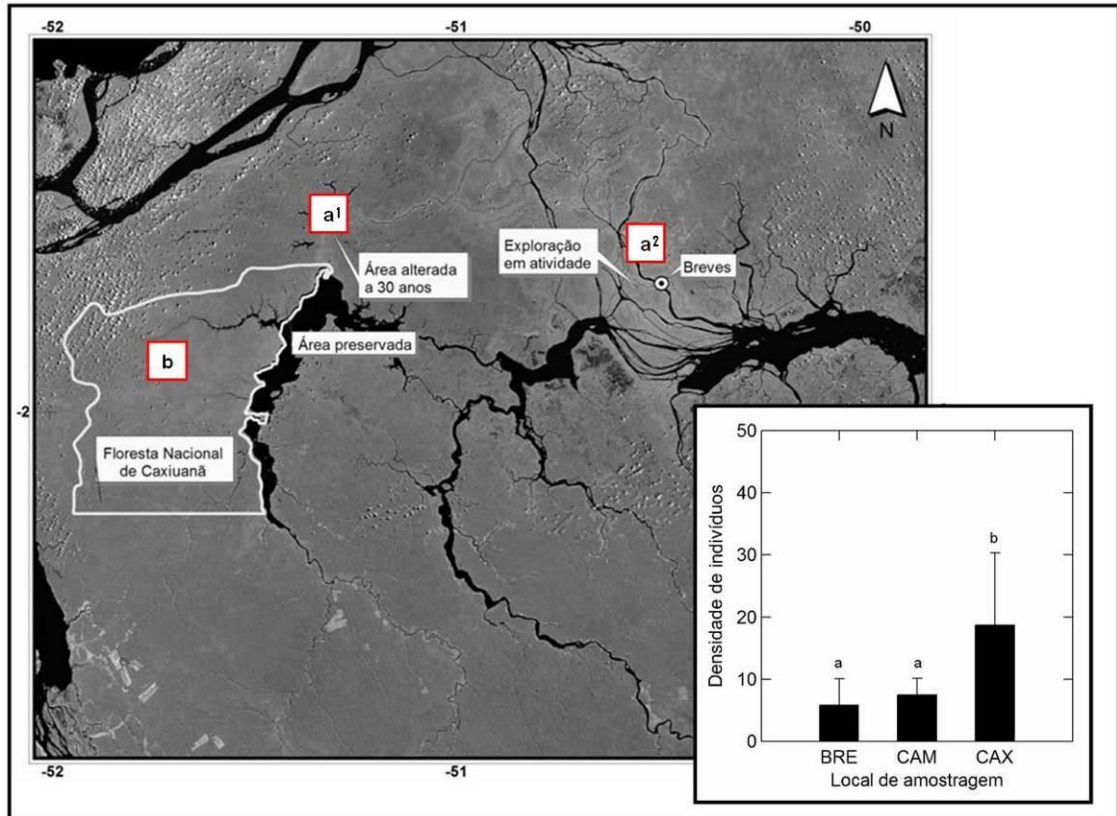 -52
-51
-50
N
a¹
a²
Exploração
em atividade
Breves
Área alterada
a 30 anos
Área preservada
b
-2
Floresta Nacional
de Caxiuanã
-52
-51
Densidade de indivíduos
50
40
30
20
10
0
a
a
b
BRE
CAM
CAX
Local de amostragem